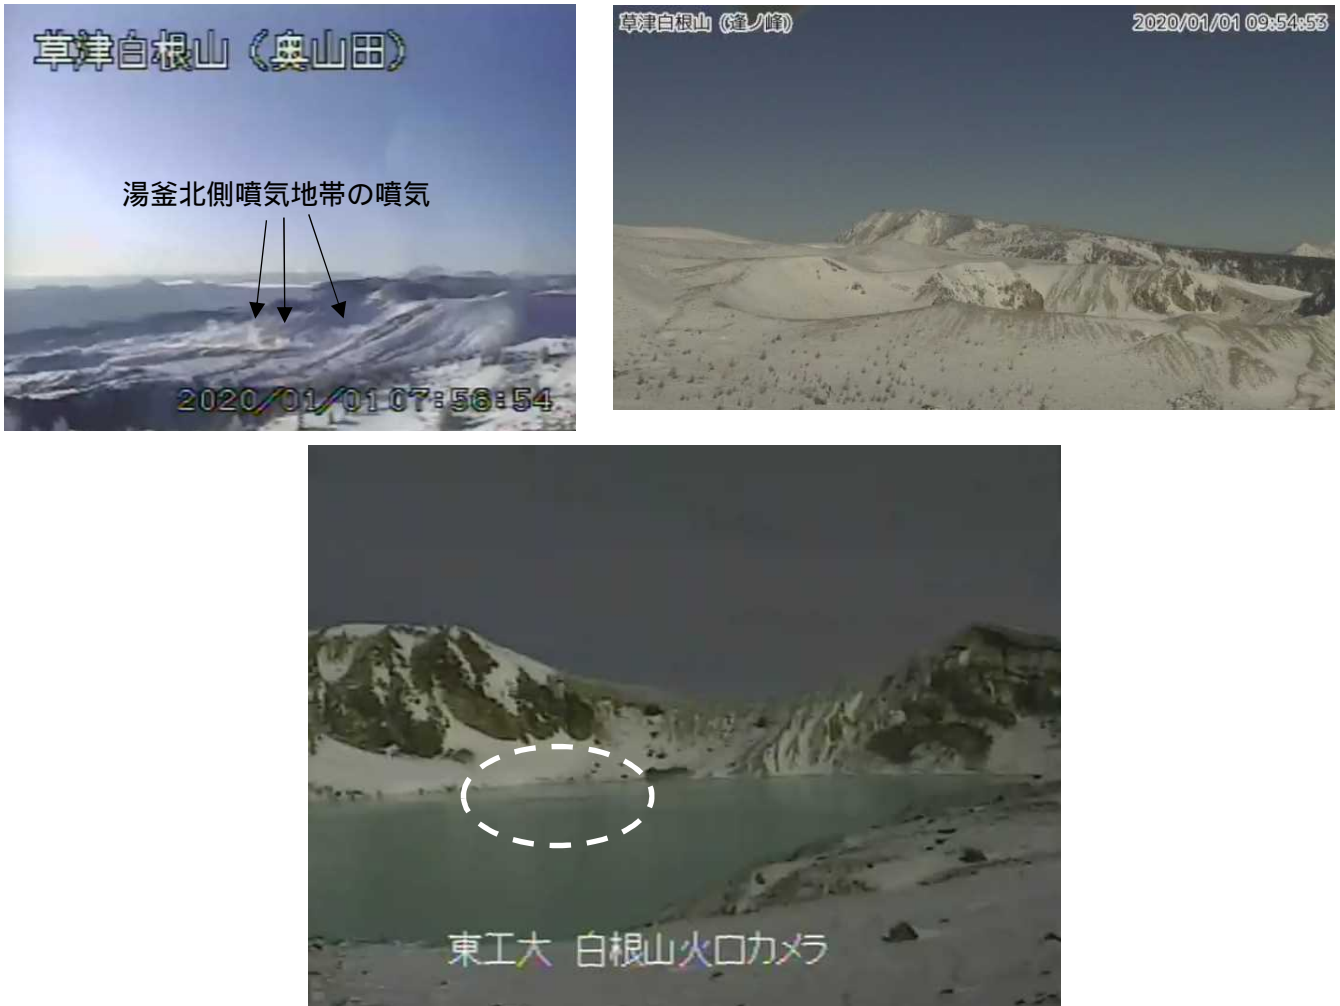 草津白根山（奥山田）
湯釜北側噴気地帯の噴気
2020/01/01 07:56:54
草津白根山（逢ノ峰）
2020/01/01 09:54:53
東工大 白根山火口カメラ